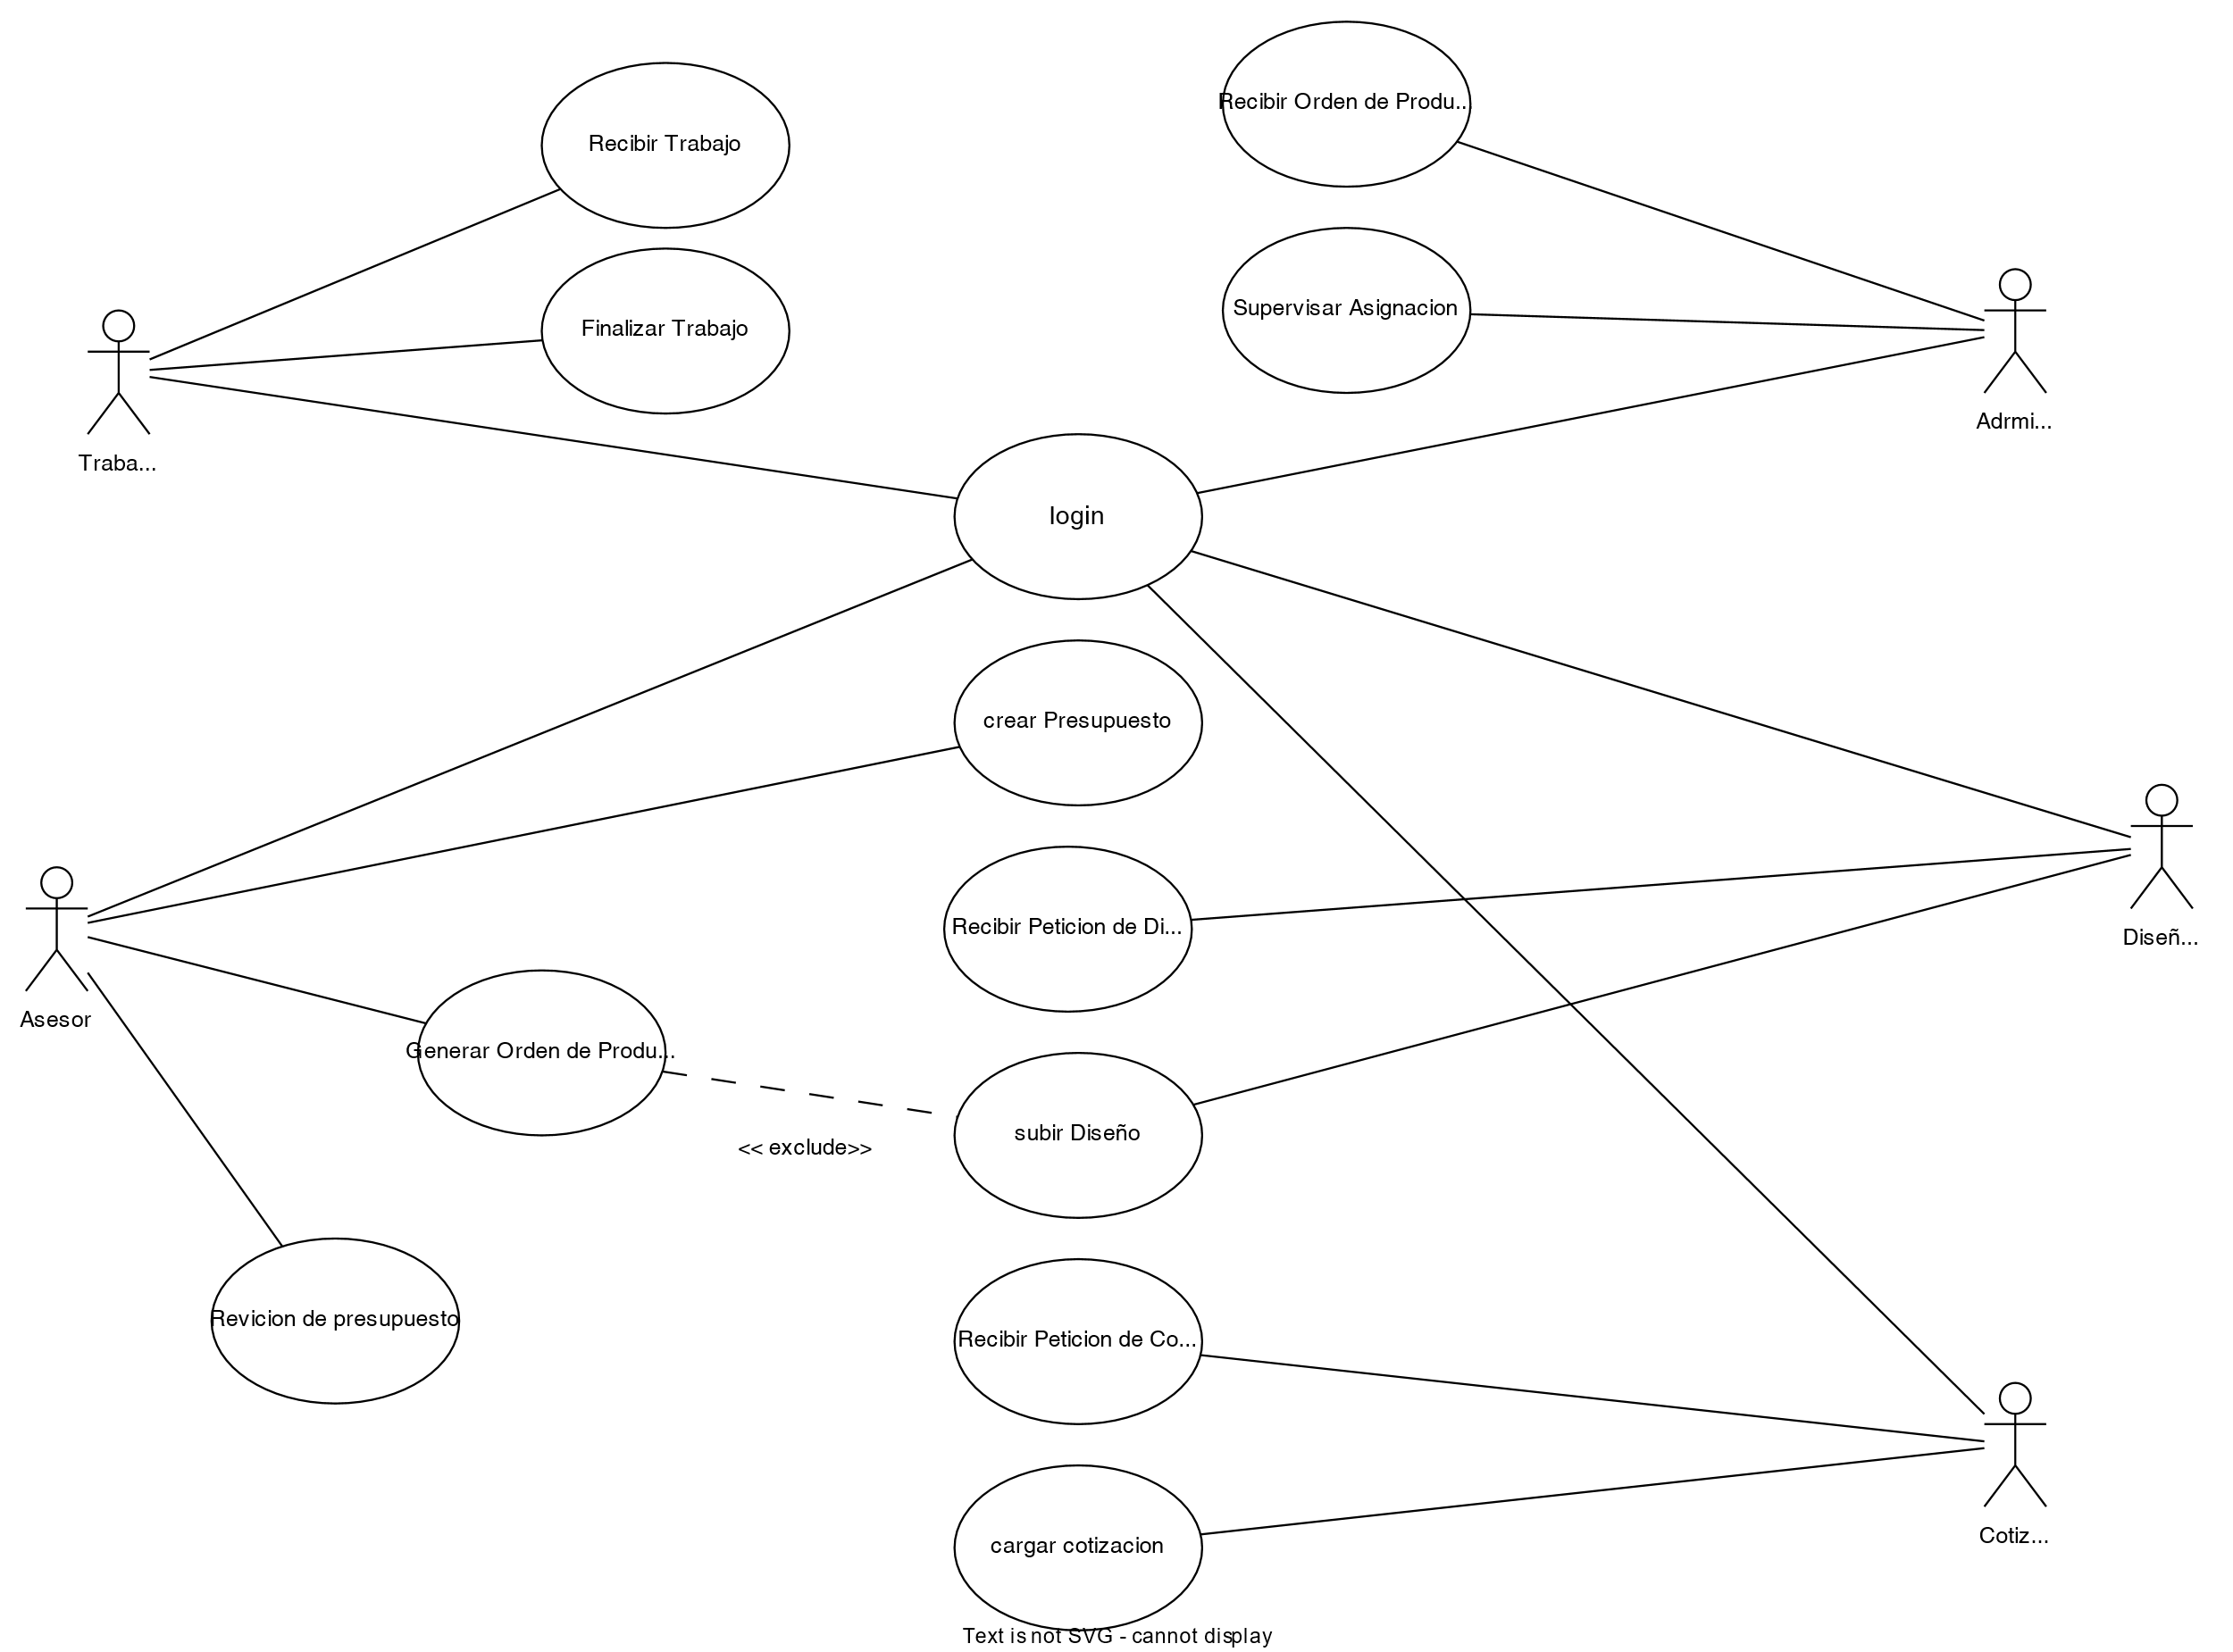 Recibir Orden de Produ...
Recibir Trabajo
Supervisar Asignacion
Finalizar Trabajo
Adrmi...
Traba...
login
crear Presupuesto
Recibir Peticion de Di...
Diseñ...
Asesor
Generar Orden de Produ...
subir Diseño
<< exclude>>
Revicion de presupuesto
Recibir Peticion de Co...
Cotiz...
cargar cotizacion
Text is not SVG - cannot display